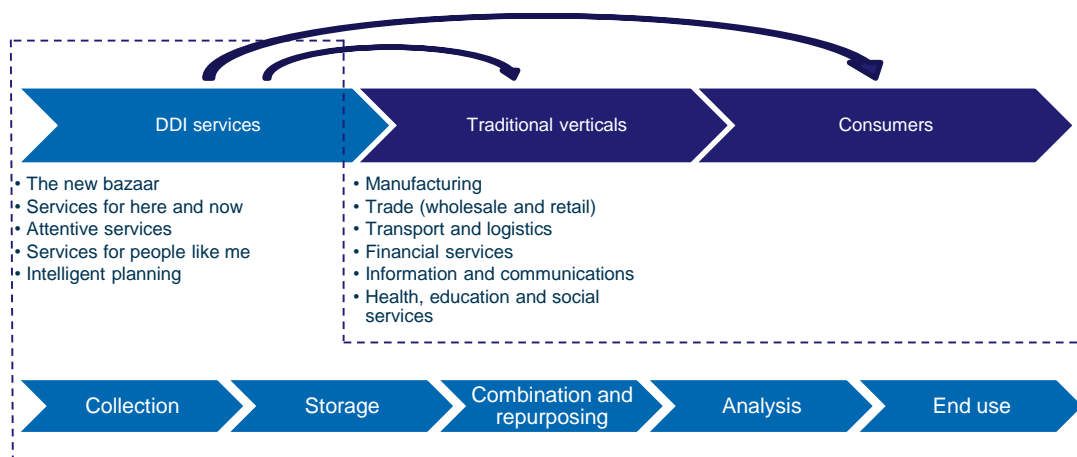 DDI services
Traditional verticals
Consumers
• The new bazaar
• Services for here and now
• Attentive services
• Services for people like me
• Intelligent planning
• Manufacturing
• Trade (wholesale and retail)
• Transport and logistics
• Financial services
• Information and communications
• Health, education and social
services
Collection
Storage
Combination and
repurposing
Analysis
End use